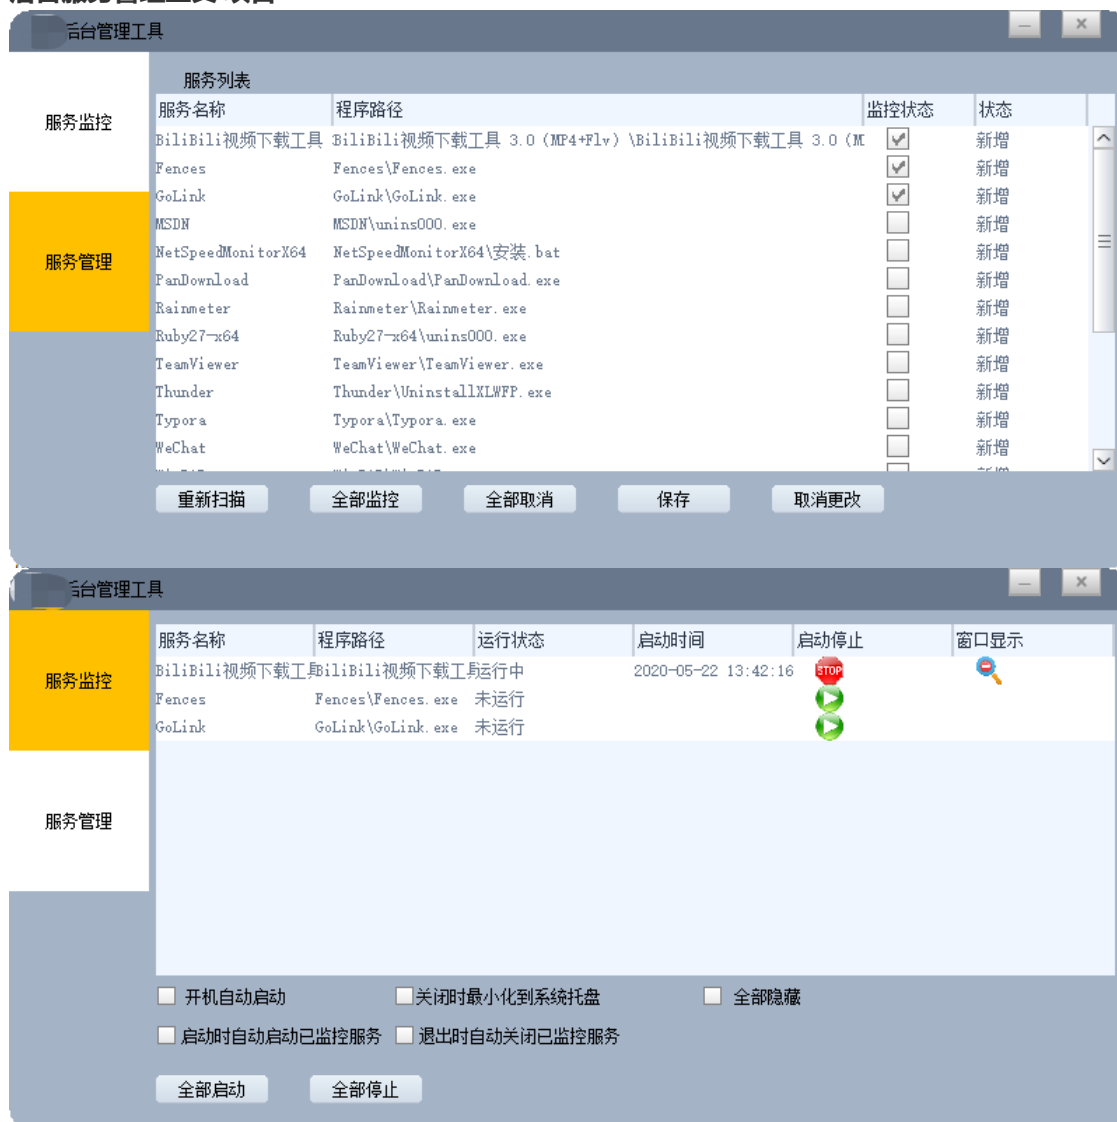 后台管理工具
服务监控
服务管理
服务列表
服务名称 程序路径 监控状态 状态
BiliBili视频下载工具 BiliBili视频下载工具 3.0 (MP4+Flv) \BiliBili视频下载工具 3.0 (M 新增
Fences Fences\Fences.exe 新增
GoLink GoLink\GoLink.exe 新增
MSDN MSDN\unins000.exe 新增
NetSpeedMonitorX64 NetSpeedMonitorX64\安装.bat 新增
PanDownload PanDownload\PanDownload.exe 新增
Rainmeter Rainmeter\Rainmeter.exe 新增
Ruby27-x64 Ruby27-x64\unins000.exe 新增
TeamViewer TeamViewer\TeamViewer.exe 新增
Thunder Thunder\UninstallXLWFP.exe 新增
Typora Typora\Typora.exe 新增
WeChat WeChat\WeChat.exe 新增
重新扫描 全部监控 全部取消 保存 取消更改
后台管理工具
服务监控
服务管理
服务名称 程序路径 运行状态 启动时间 启动停止 窗口显示
BiliBili视频下载工具 BiliBili视频下载工具 运行中 2020-05-22 13:42:16 STOP
Fences Fences\Fences.exe 未运行
GoLink GoLink\GoLink.exe 未运行
开机自动启动 关闭时最小化到系统托盘 全部隐藏
启动时自动启动已监控服务 退出时自动关闭已监控服务
全部启动 全部停止